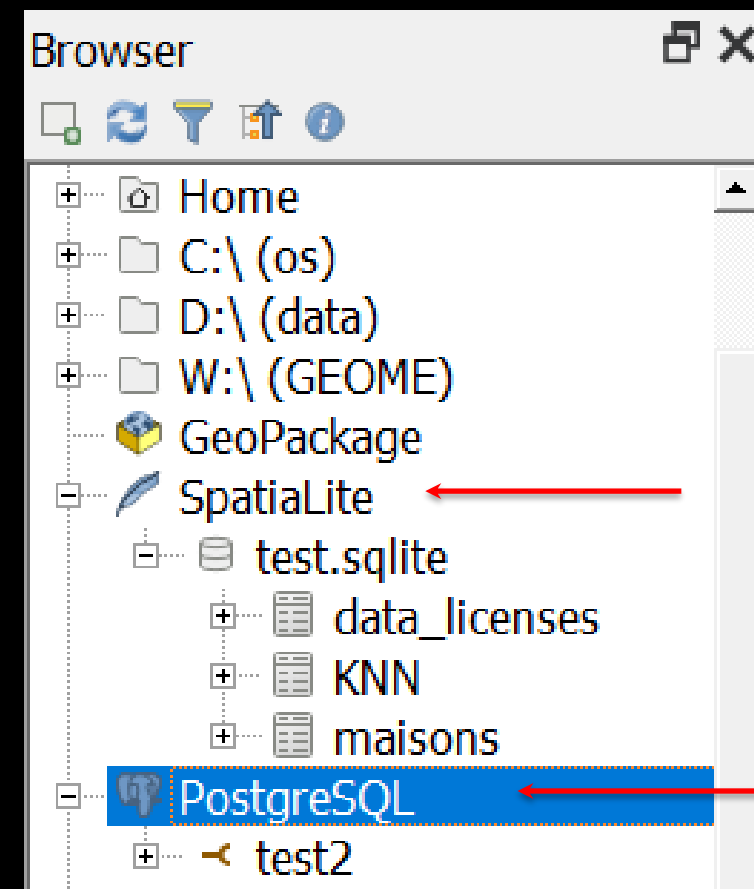 Browser
Home
C:\ (os)
D:\ (data)
W:\ (GEOME)
GeoPackage
SpatiaLite
test.sqlite
data_licenses
KNN
maisons
PostgreSQL
test2